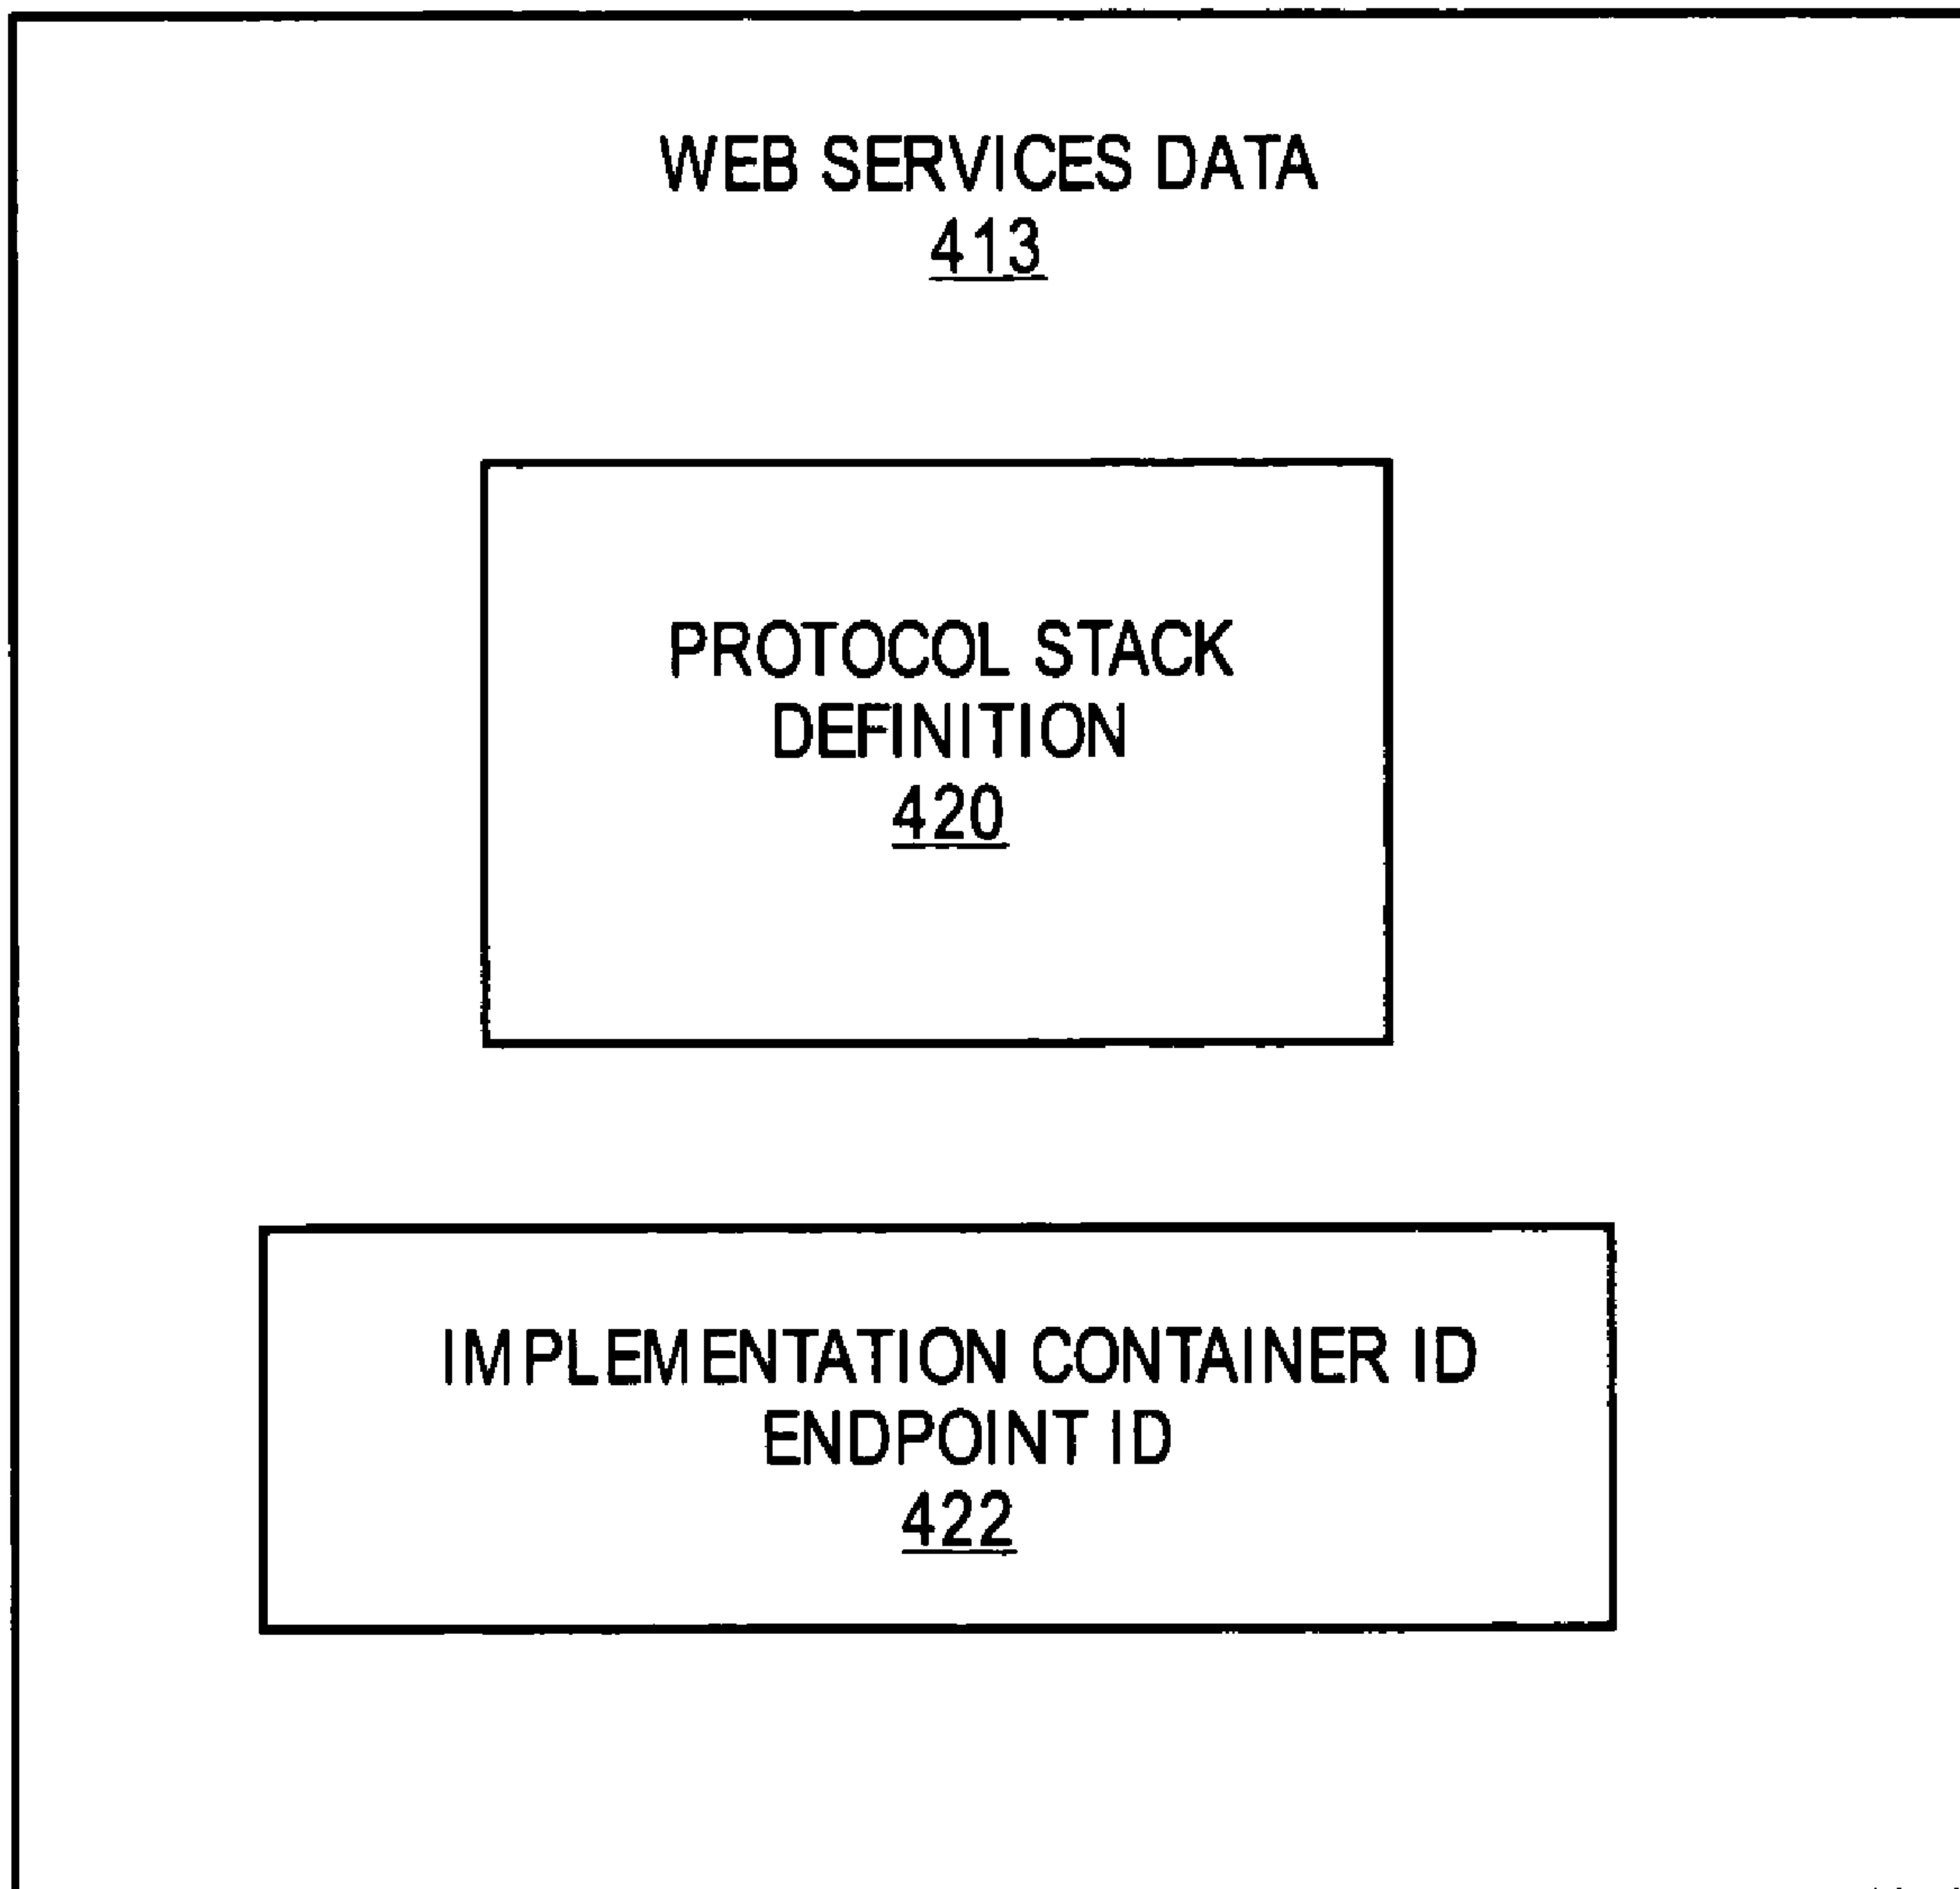 WEB SERVICES DATA
413
PROTOCOL STACK
DEFINITION
420
IMPLEMENTATION CONTAINER ID
ENDPOINT ID
422